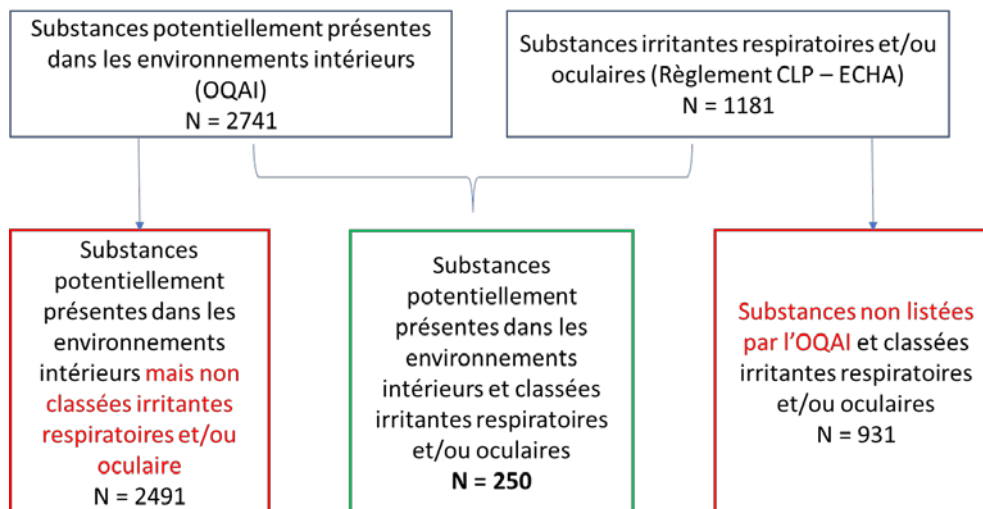 Substances potentiellement présentes
dans les environnements intérieurs
(OQAI)
N = 2741
Substances irritantes respiratoires et/ou
oculaires (Règlement CLP – ECHA)
N = 1181
Substances
potentiellement
présentes dans les
environnements
intérieurs mais non
classées irritantes
respiratoires et/ou
oculaire
N = 2491
Substances
potentiellement
présentes dans les
environnements
intérieurs et classées
irritantes respiratoires
et/ou oculaires
N = 250
Substances non listées
par l'OQAI et classées
irritantes respiratoires
et/ou oculaires
N = 931